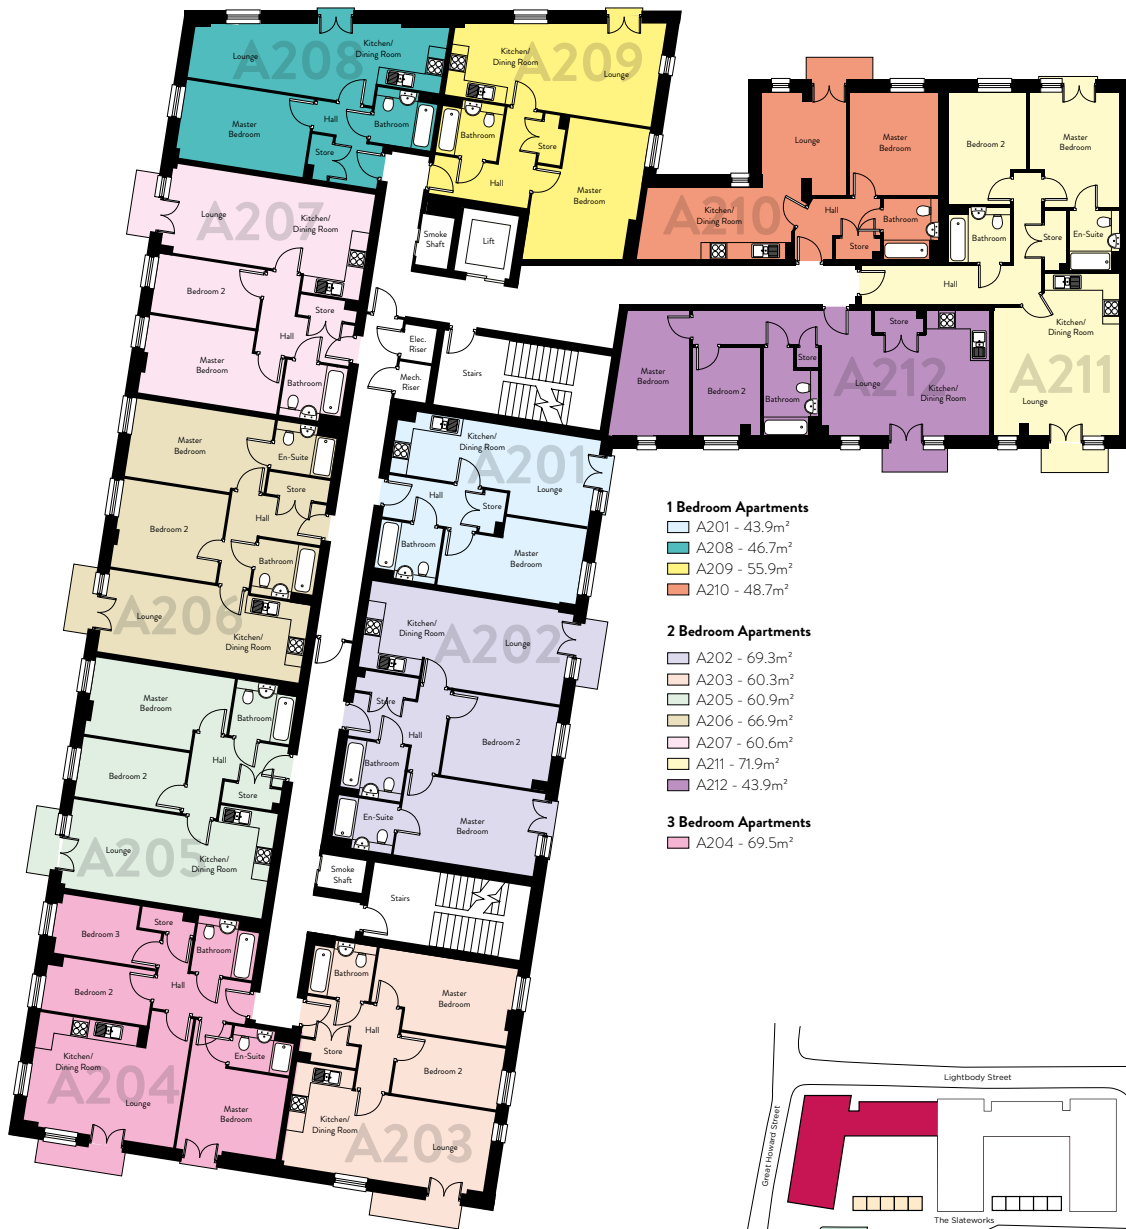 A208
Lounge
Kitchen/
Dining Room
Master
Bedroom
Hall
Bathroom
Store
A209
Kitchen/
Dining Room
Lounge
Bathroom
Store
Hall
Master
Bedroom
A210
Lounge
Master
Bedroom
Kitchen/
Dining Room
Hall
Bathroom
Store
A211
Bedroom 2
Master
Bedroom
Bathroom
Store
En-Suite
Hall
Kitchen/
Dining Room
Lounge
A207
Lounge
Kitchen/
Dining Room
Bedroom 2
Store
Hall
Master
Bedroom
Bathroom
Smoke
Shaft
Lift
Elec.
Riser
Mech.
Riser
Stairs
A212
Master
Bedroom
Bedroom 2
Store
Bathroom
Lounge
Store
Kitchen/
Dining Room
A206
Master
Bedroom
En-Suite
Store
Bedroom 2
Hall
Bathroom
Lounge
Kitchen/
Dining Room
A201
Kitchen/
Dining Room
Lounge
Hall
Store
Bathroom
Master
Bedroom
A202
Kitchen/
Dining Room
Lounge
Store
Hall
Bedroom 2
Bathroom
En-Suite
Master
Bedroom
A205
Master
Bedroom
Bathroom
Bedroom 2
Hall
Store
Lounge
Kitchen/
Dining Room
Smoke
Shaft
Stairs
A204
Bedroom 3
Store
Bathroom
Bedroom 2
Hall
En-Suite
Kitchen/
Dining Room
Lounge
Master
Bedroom
A203
Bathroom
Master
Bedroom
Hall
Store
Bedroom 2
Kitchen/
Dining Room
Lounge
1 Bedroom Apartments
A201 - 43.9m²
A208 - 46.7m²
A209 - 55.9m²
A210 - 48.7m²
2 Bedroom Apartments
A202 - 69.3m²
A203 - 60.3m²
A205 - 60.9m²
A206 - 66.9m²
A207 - 60.6m²
A211 - 71.9m²
A212 - 43.9m²
3 Bedroom Apartments
A204 - 69.5m²
Lightbody Street
Great Howard Street
The Slateworks